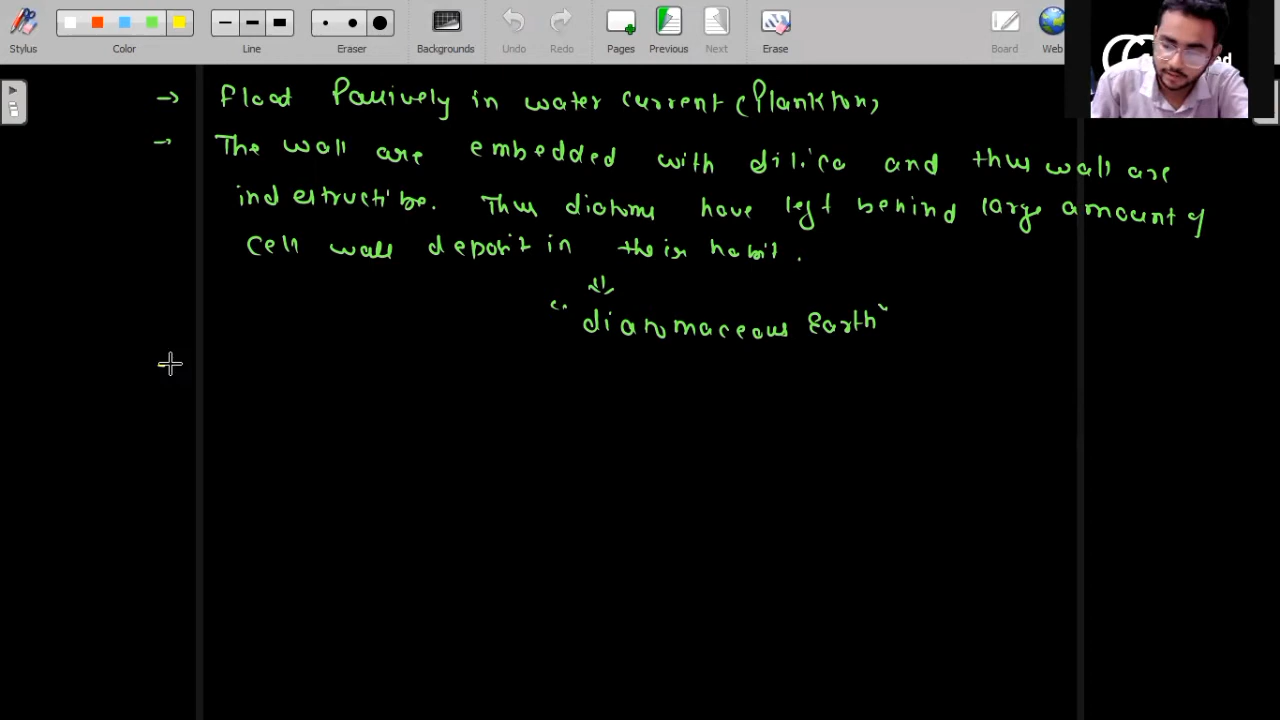 Stylus Color Line Eraser Backgrounds Undo Redo Pages Previous Next Erase Board Web
→ float Passively in water current (Plankton)
→ The wall are embedded with silica and thus wall are
indestructibe. Thus diatoms have left behind large amount of
cell wall deposit in their habit.
"diatomaceous Earth"